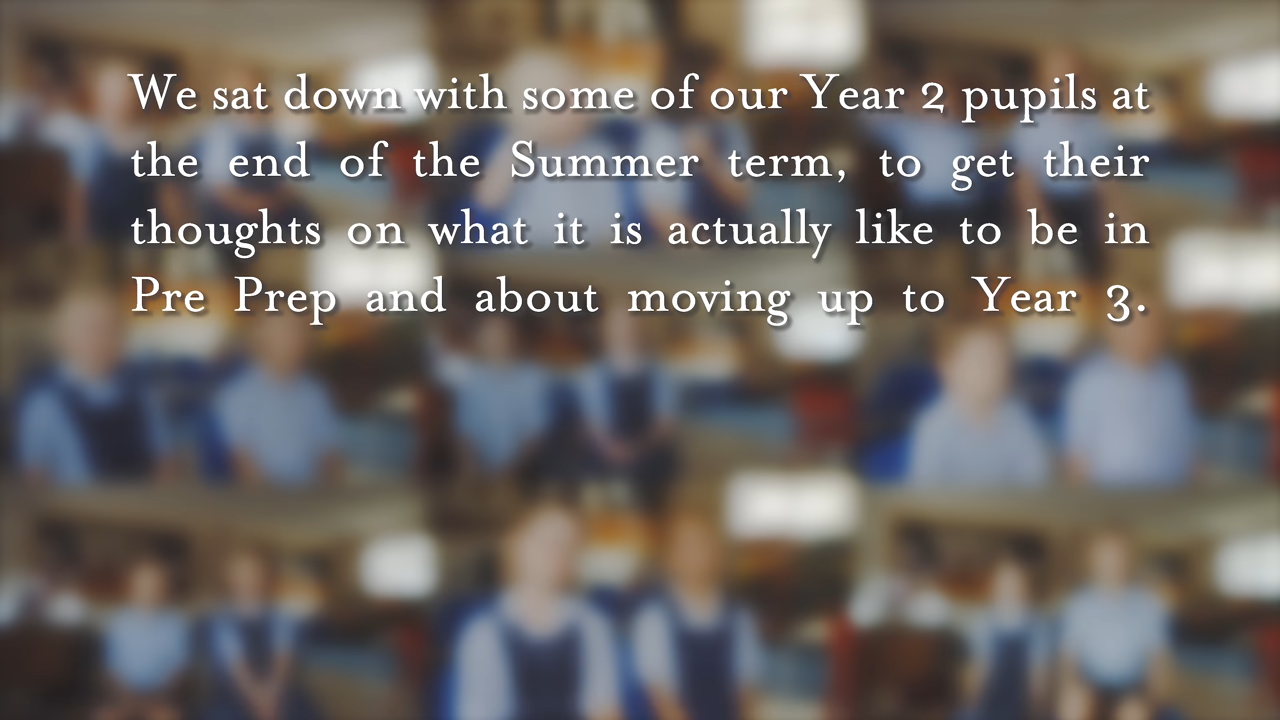 We sat down with some of our Year 2 pupils at
the end of the Summer term, to get their
thoughts on what it is actually like to be in
Pre Prep and about moving up to Year 3.